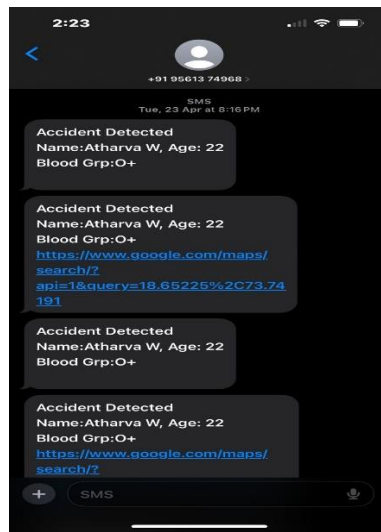 2:23
+91 95613 74968 >
SMS
Tue, 23 Apr at 8:16 PM
Accident Detected
Name:Atharva W, Age: 22
Blood Grp:O+
Accident Detected
Name:Atharva W, Age: 22
Blood Grp:O+
https://www.google.com/maps/
search/?
api=1&query=18.65225%2C73.74
191
Accident Detected
Name:Atharva W, Age: 22
Blood Grp:O+
Accident Detected
Name:Atharva W, Age: 22
Blood Grp:O+
https://www.google.com/maps/
search/?
SMS